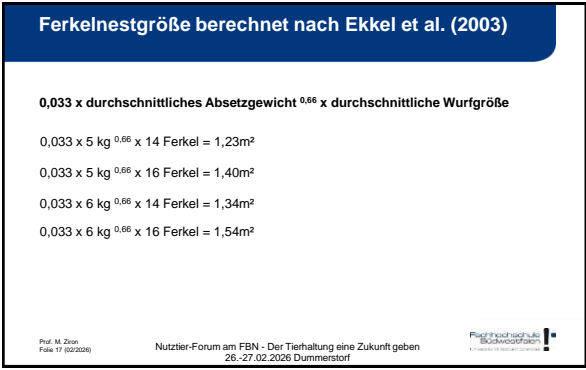 Ferkelnestgröße berechnet nach Ekkel et al. (2003)
0,033 x durchschnittliches Absetzgewicht ⁰,⁶⁶ x durchschnittliche Wurfgröße
0,033 x 5 kg ⁰,⁶⁶ x 14 Ferkel = 1,23m²
0,033 x 5 kg ⁰,⁶⁶ x 16 Ferkel = 1,40m²
0,033 x 6 kg ⁰,⁶⁶ x 14 Ferkel = 1,34m²
0,033 x 6 kg ⁰,⁶⁶ x 16 Ferkel = 1,54m²
Prof. M. Ziron
Folie 17 (02/2026)
Nutztier-Forum am FBN - Der Tierhaltung eine Zukunft geben
26.-27.02.2026 Dummerstorf
Fachhochschule
Südwestfalen